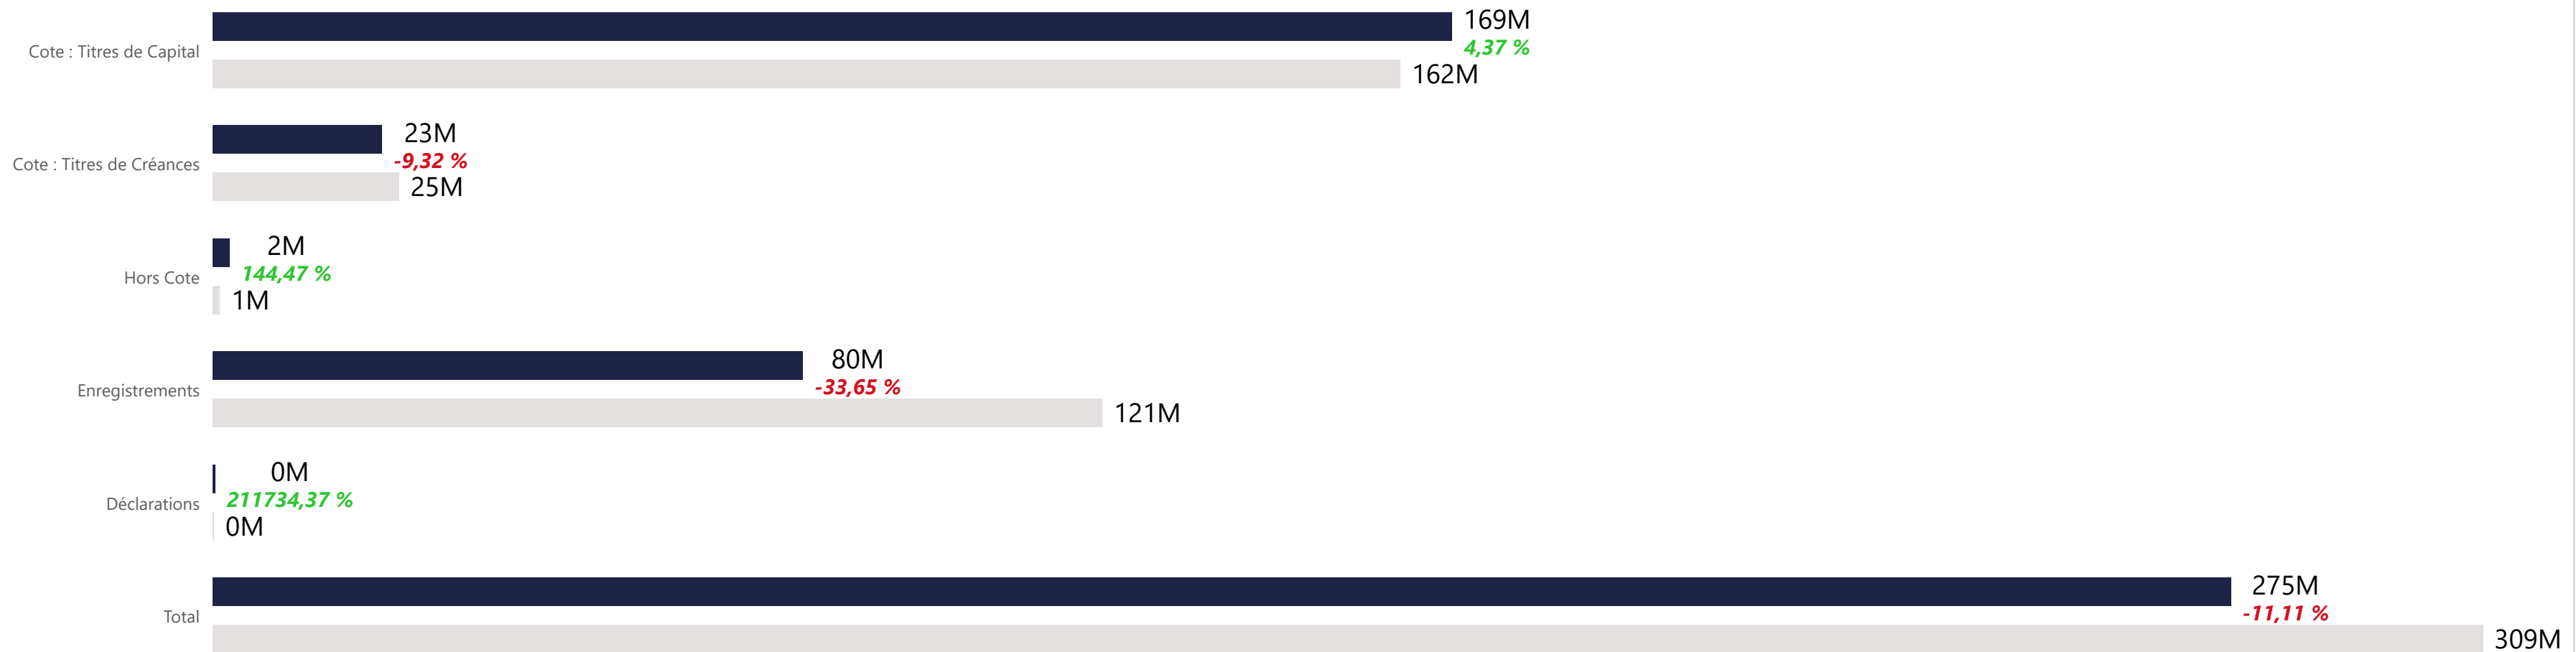 169M
4,37 %
Cote : Titres de Capital
162M
23M
-9,32 %
Cote : Titres de Créances
25M
2M
144,47 %
Hors Cote
1M
80M
-33,65 %
Enregistrements
121M
0M
211734,37 %
Déclarations
0M
275M
-11,11 %
Total
309M